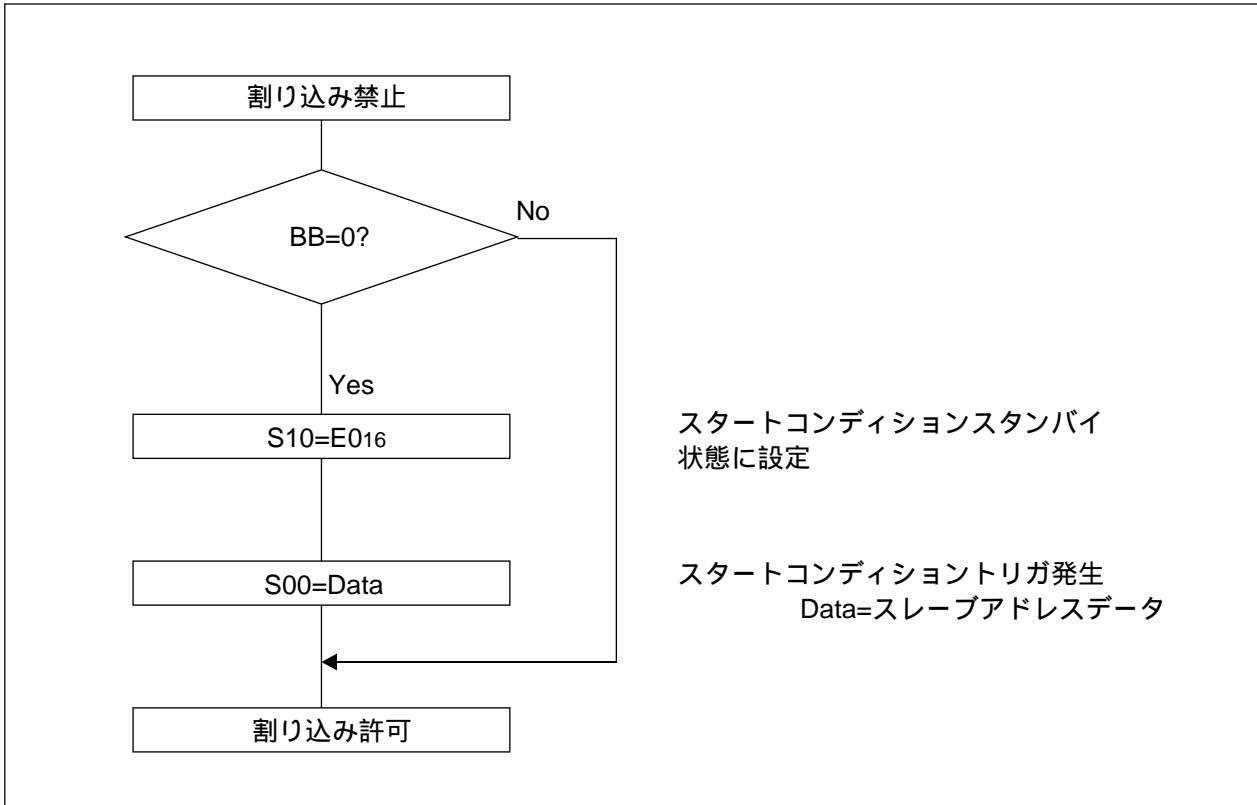 割り込み禁止
BB=0?
No
Yes
S10=E016
スタートコンディションスタンバイ
状態に設定
S00=Data
スタートコンディショントリガ発生
Data=スレーブアドレスデータ
割り込み許可